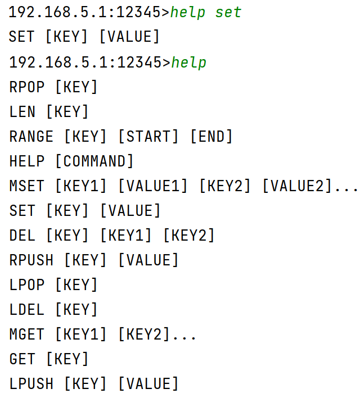 192.168.5.1:12345>help set
SET [KEY] [VALUE]
192.168.5.1:12345>help
RPOP [KEY]
LEN [KEY]
RANGE [KEY] [START] [END]
HELP [COMMAND]
MSET [KEY1] [VALUE1] [KEY2] [VALUE2]...
SET [KEY] [VALUE]
DEL [KEY] [KEY1] [KEY2]
RPUSH [KEY] [VALUE]
LPOP [KEY]
LDEL [KEY]
MGET [KEY1] [KEY2]...
GET [KEY]
LPUSH [KEY] [VALUE]